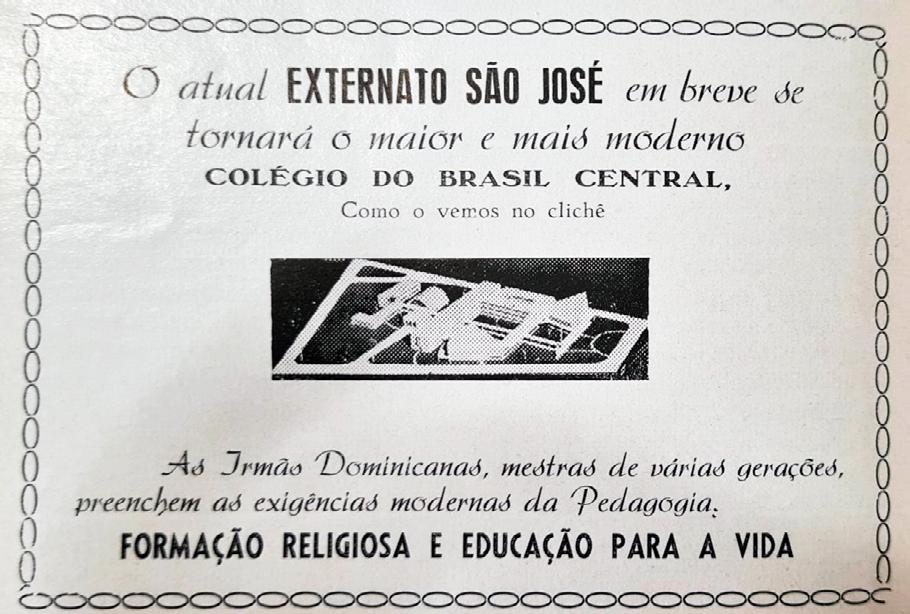 O atual EXTERNATO SÃO JOSÉ em breve se
tornará o maior e mais moderno
COLÉGIO DO BRASIL CENTRAL,
Como o vemos no clichê
As Irmãs Dominicanas, mestras de várias gerações,
preenchem as exigências modernas da Pedagogia.
FORMAÇÃO RELIGIOSA E EDUCAÇÃO PARA A VIDA